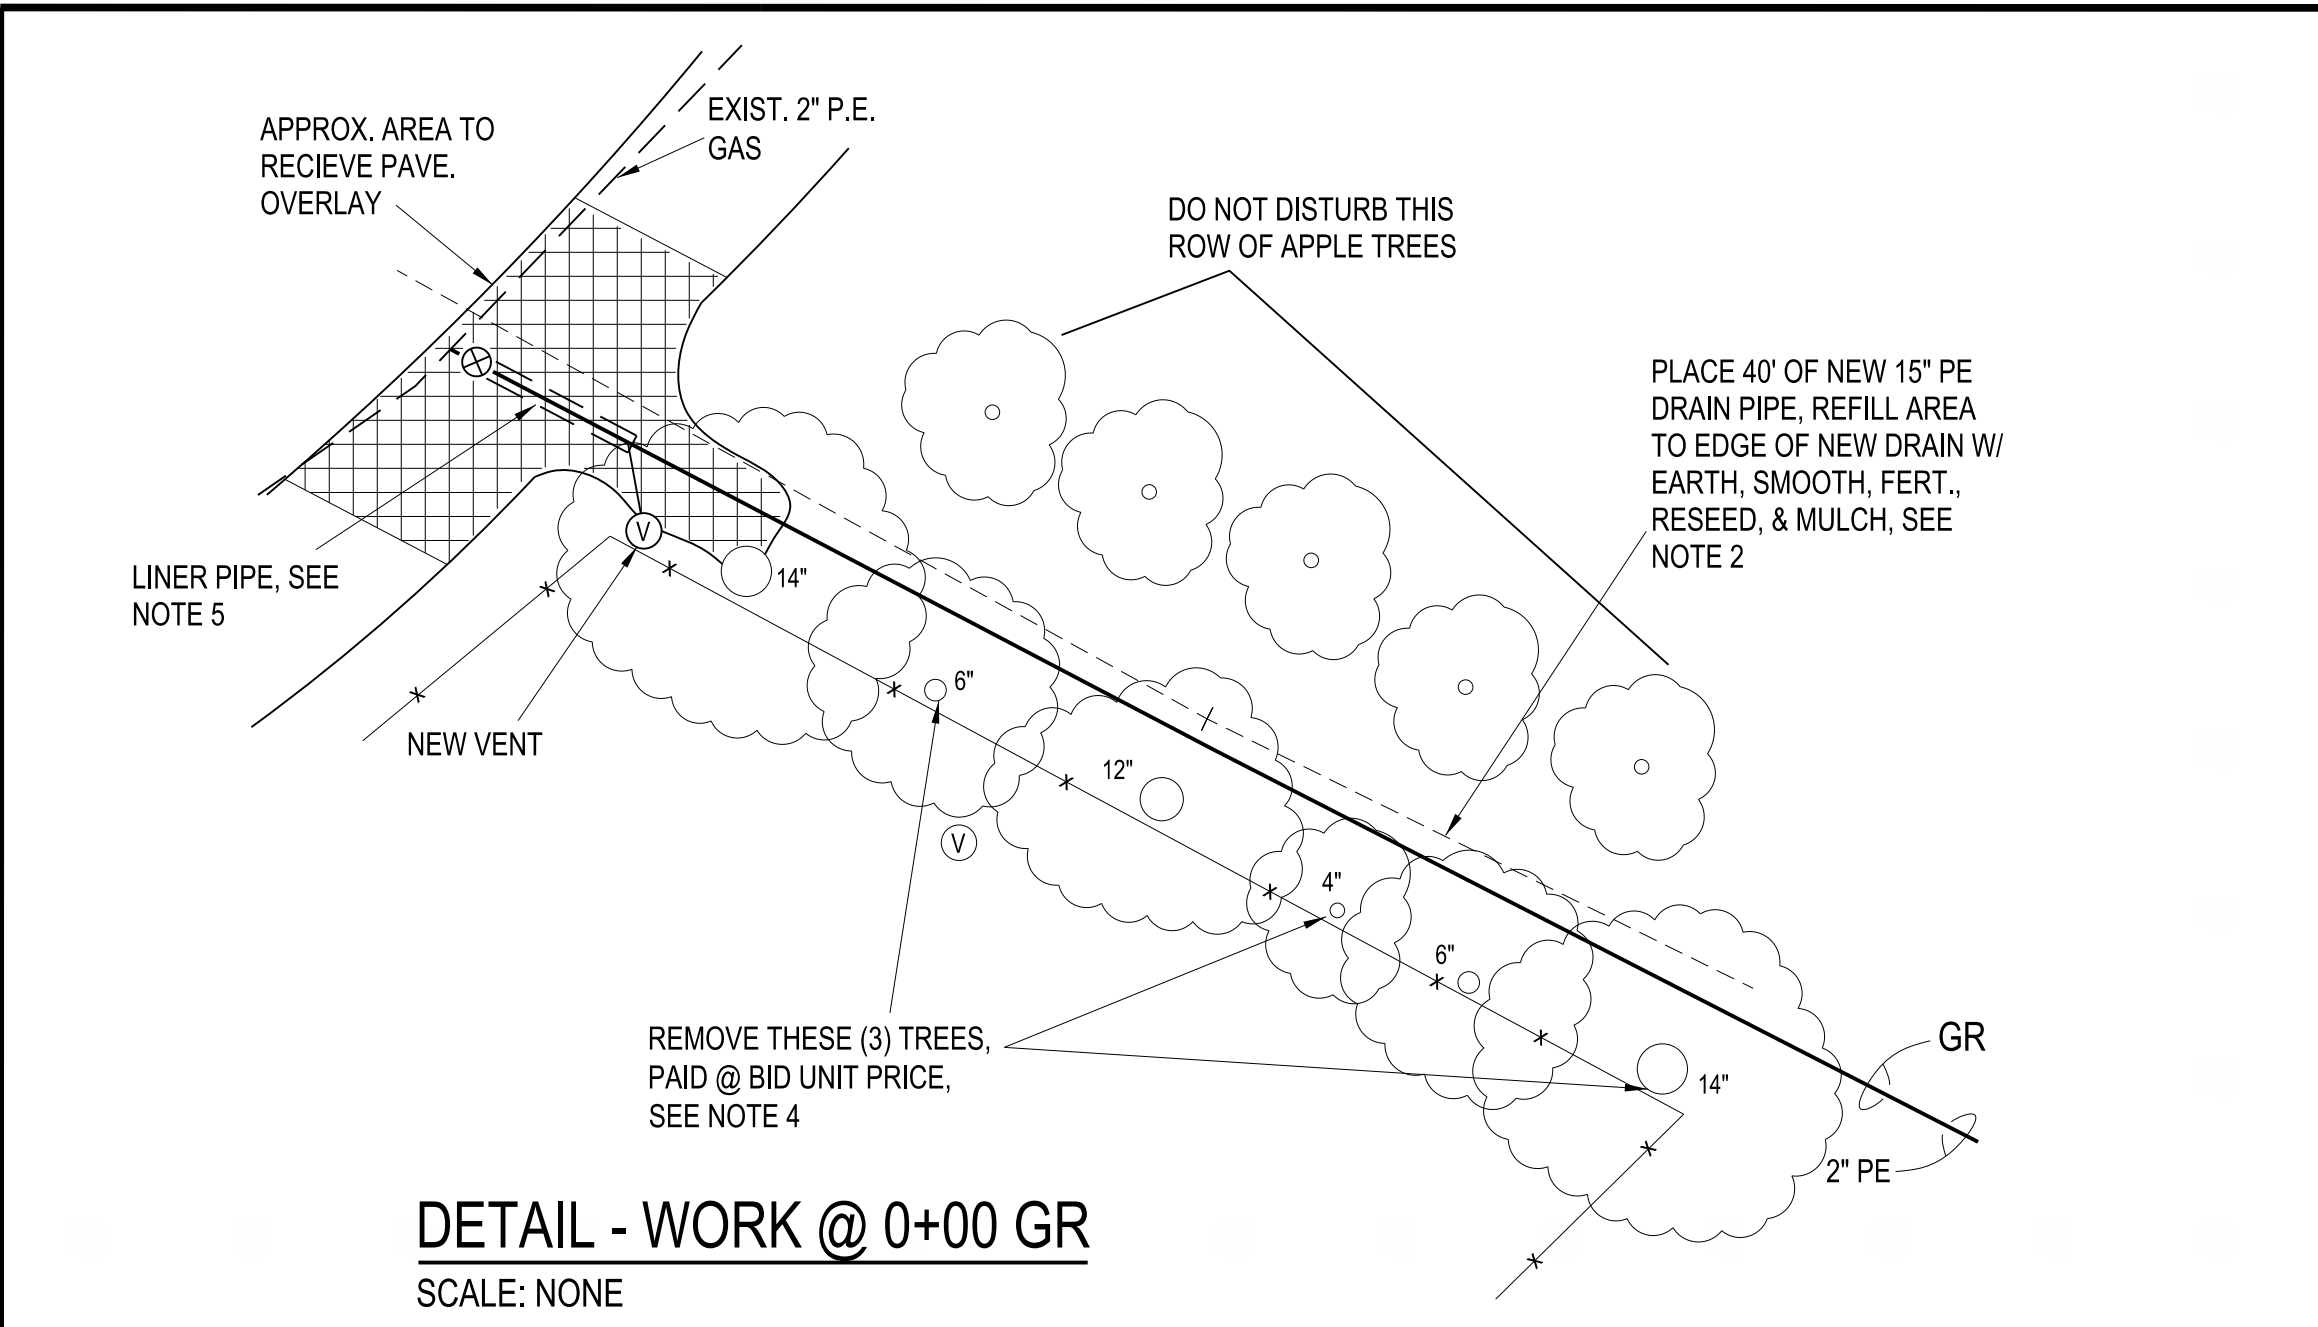 APPROX. AREA TO
RECIEVE PAVE.
OVERLAY
EXIST. 2" P.E.
GAS
DO NOT DISTURB THIS
ROW OF APPLE TREES
PLACE 40' OF NEW 15" PE
DRAIN PIPE, REFILL AREA
TO EDGE OF NEW DRAIN W/
EARTH, SMOOTH, FERT.,
RESEED, & MULCH, SEE
NOTE 2
LINER PIPE, SEE
NOTE 5
V
14"
NEW VENT
6"
12"
V
4"
6"
14"
REMOVE THESE (3) TREES,
PAID @ BID UNIT PRICE,
SEE NOTE 4
GR
2" PE
DETAIL - WORK @ 0+00 GR
SCALE: NONE